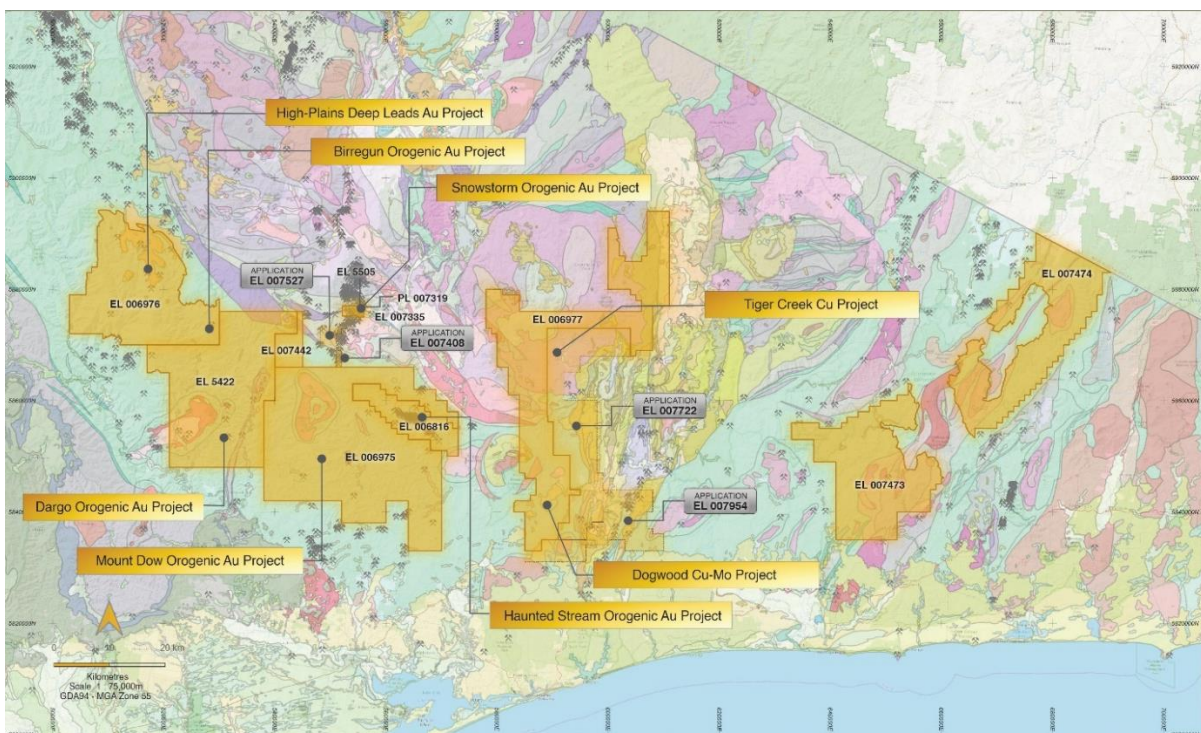 High-Plains Deep Leads Au Project
Birregun Orogenic Au Project
Snowstorm Orogenic Au Project
APPLICATION
EL 007527
EL 5505
PL 007319
EL 007335
EL 006976
EL 007442
APPLICATION
EL 007408
EL 006977
Tiger Creek Cu Project
EL 007474
EL 5422
EL 006816
APPLICATION
EL 007722
EL 006975
EL 007473
Dargo Orogenic Au Project
APPLICATION
EL 007954
Mount Dow Orogenic Au Project
Dogwood Cu-Mo Project
Haunted Stream Orogenic Au Project
0 10 20 km
Kilometres
Scale 1 : 75,000m
GDA94 - MGA Zone 55